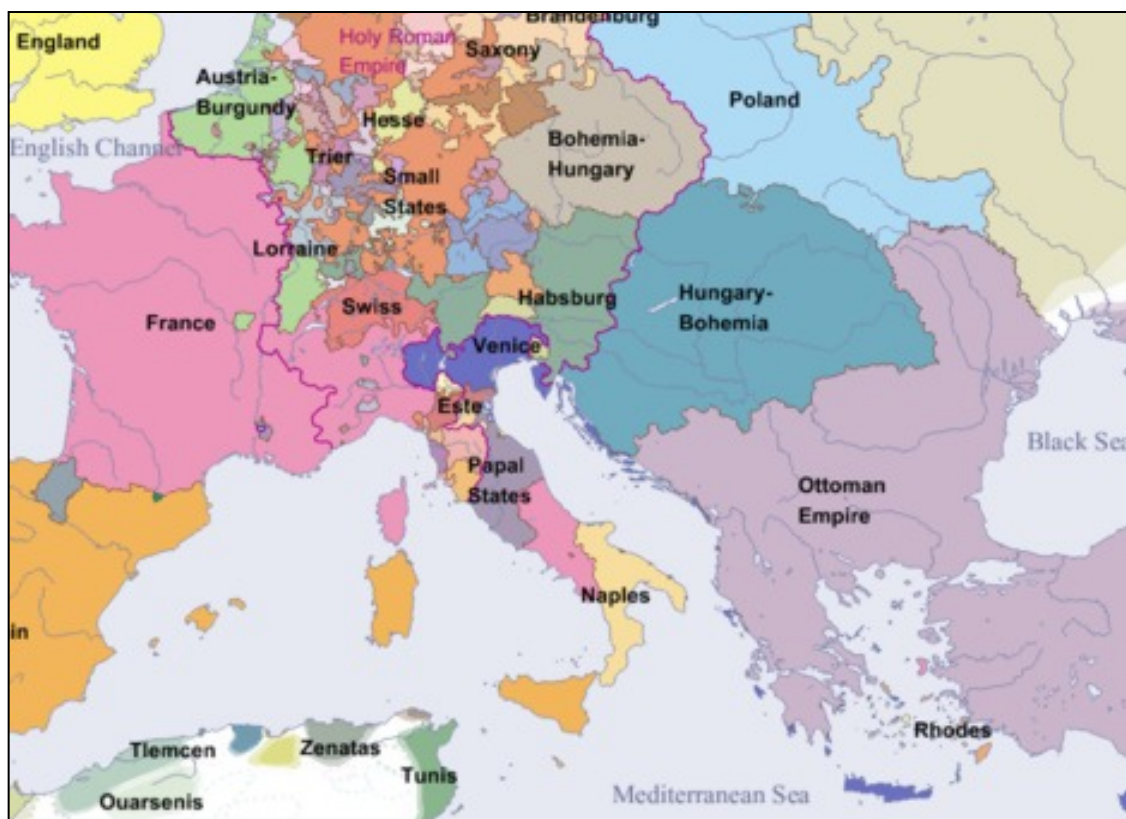 Brandenburg
England
Holy Roman
Empire
Saxony
Austria-
Burgundy
Poland
Hesse
English Channel
Bohemia-
Hungary
Trier
Small
States
Lorraine
Habsburg
Hungary-
Bohemia
Swiss
France
Venice
Este
Black Sea
Papal
States
Ottoman
Empire
Naples
in
Rhodes
Tlemcen
Zenatas
Tunis
Ouarsenis
Mediterranean Sea